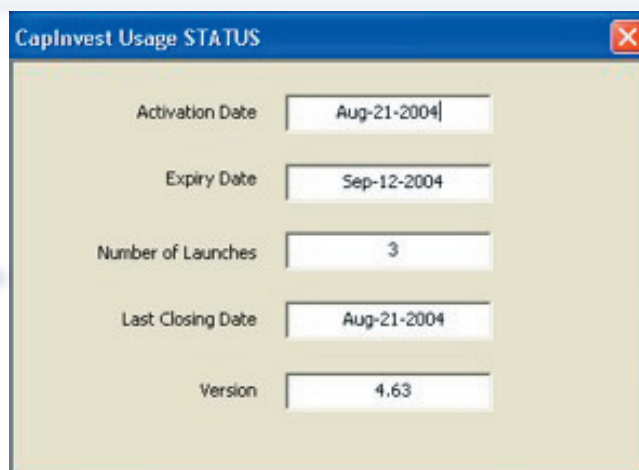 CapInvest Usage STATUS
Activation Date Aug-21-2004
Expiry Date Sep-12-2004
Number of Launches 3
Last Closing Date Aug-21-2004
Version 4.63